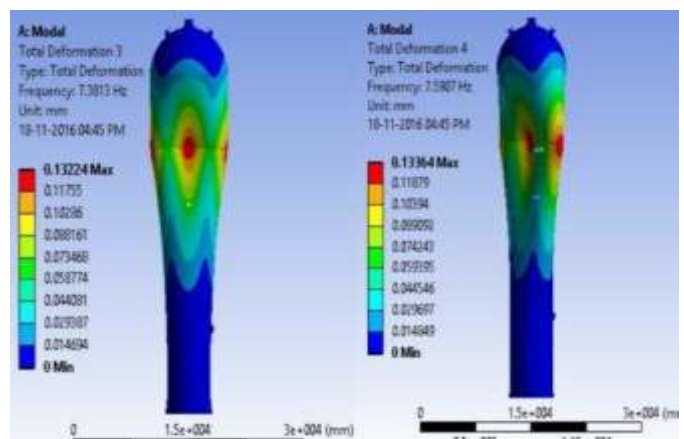 A: Modal
Total Deformation 3
Type: Total Deformation
Frequency: 7.3813 Hz
Unit: mm
18-11-2016 04:45 PM
0.13224 Max
0.11755
0.10286
0.088161
0.073468
0.058774
0.044081
0.029387
0.014694
0 Min
1.5e+004
3e+004 (mm)
A: Modal
Total Deformation 4
Type: Total Deformation
Frequency: 7.5907 Hz
Unit: mm
18-11-2016 04:45 PM
0.13364 Max
0.11879
0.10394
0.089093
0.074243
0.059395
0.044546
0.029697
0.014849
0 Min
0
1.5e+004
3e+004 (mm)